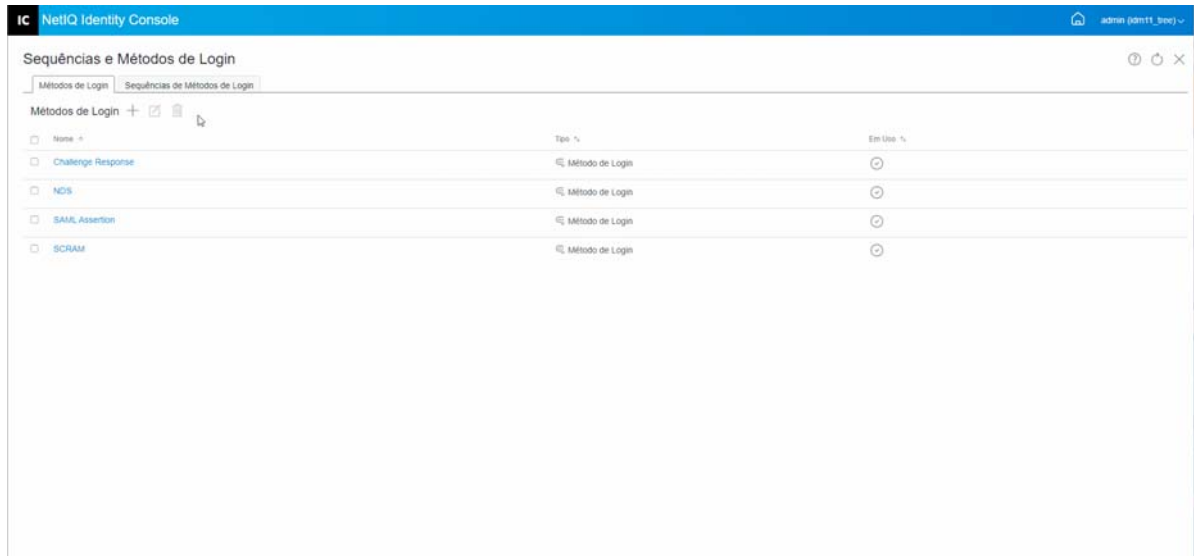 IC NetIQ Identity Console admin (idm11_tree)
Sequências e Métodos de Login
Métodos de Login Sequências de Métodos de Login
Métodos de Login
Nome Tipo Em Uso
Challenge Response Método de Login
NDS Método de Login
SAML Assertion Método de Login
SCRAM Método de Login